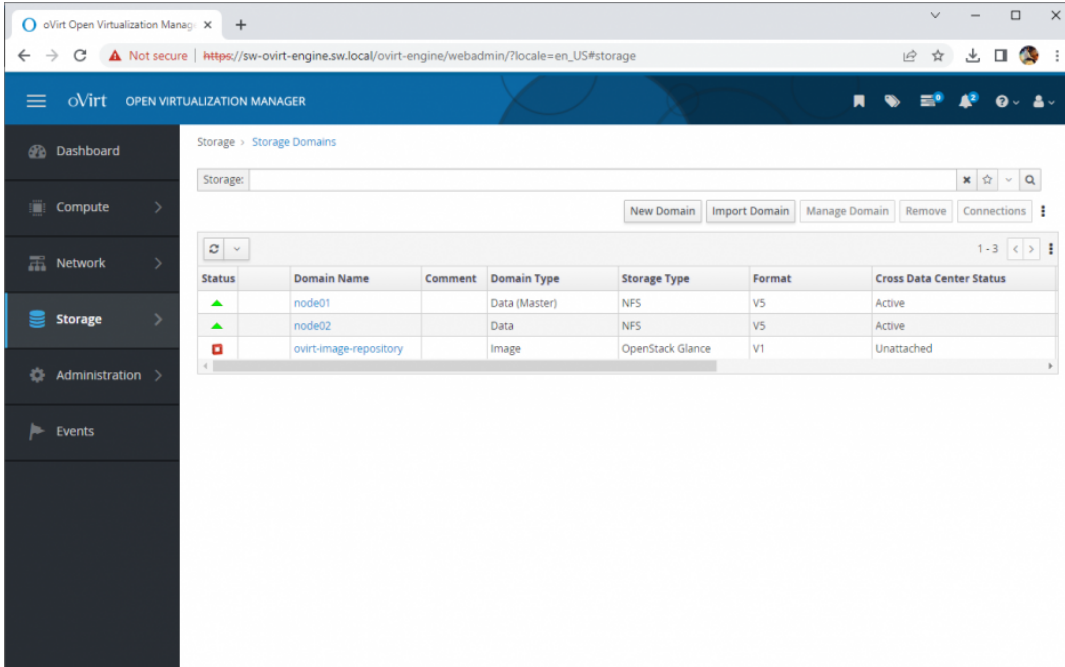 oVirt Open Virtualization Manag
Not secure | https://sw-ovirt-engine.sw.local/ovirt-engine/webadmin/?locale=en_US#storage
oVirt OPEN VIRTUALIZATION MANAGER
0 2
Dashboard
Compute
Network
Storage
Administration
Events
Storage > Storage Domains
Storage:
New Domain Import Domain Manage Domain Remove Connections
1 - 3
Status Domain Name Comment Domain Type Storage Type Format Cross Data Center Status
node01 Data (Master) NFS V5 Active
node02 Data NFS V5 Active
ovirt-image-repository Image OpenStack Glance V1 Unattached